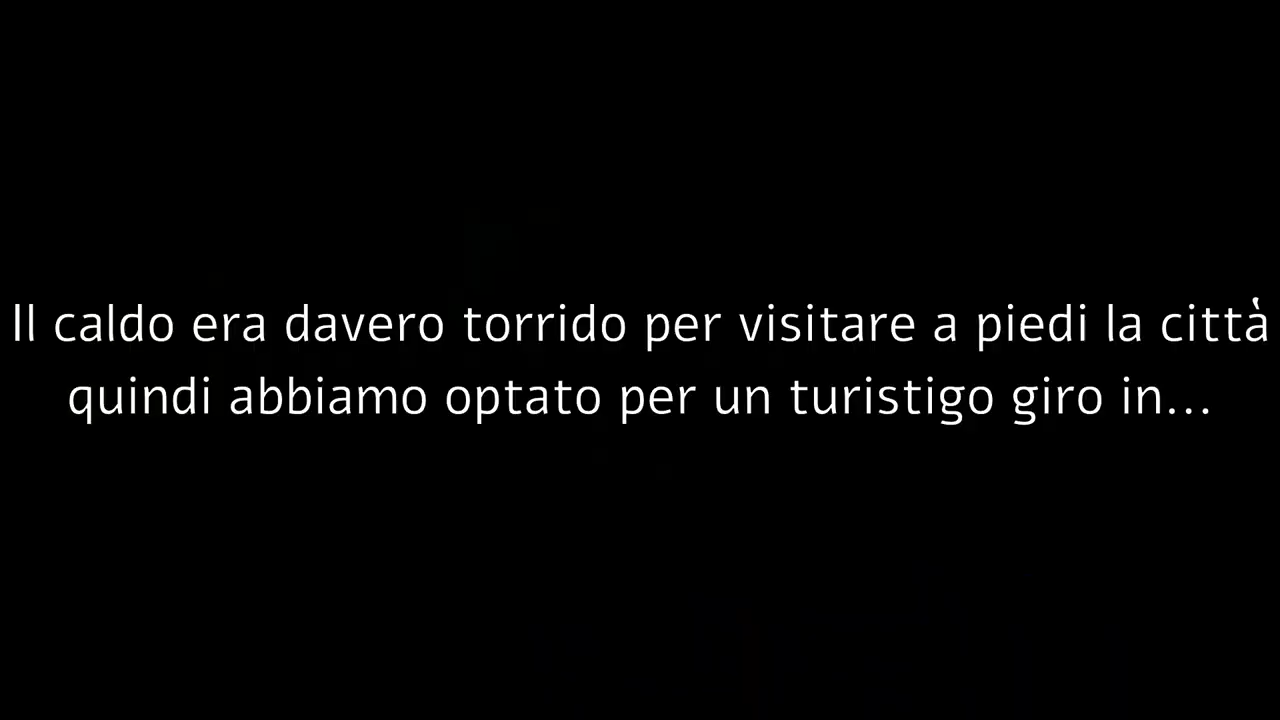 Il caldo era davero torrido per visitare a piedi la città
quindi abbiamo optato per un turistigo giro in...